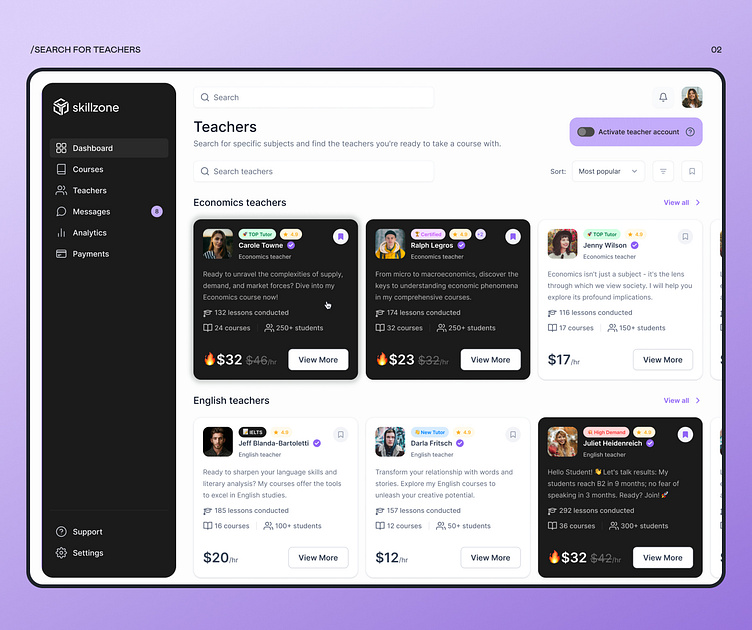 /SEARCH FOR TEACHERS
02
skillzone
Dashboard
Courses
Teachers
Messages
8
Analytics
Payments
Support
Settings
Search
Teachers
Search for specific subjects and find the teachers you're ready to take a course with.
Activate teacher account
Search teachers
Sort:
Most popular
Economics teachers
View all
TOP Tutor
4.9
Carole Towne
Economics teacher
Ready to unravel the complexities of supply,
demand, and market forces? Dive into my
Economics course now!
132 lessons conducted
24 courses
250+ students
🔥$32 $46/hr
View More
Certified
4.9
+2
Ralph Legros
Economics teacher
From micro to macroeconomics, discover the
keys to understanding economic phenomena
in my comprehensive courses.
174 lessons conducted
32 courses
250+ students
🔥$23 $32/hr
View More
TOP Tutor
4.8
Jenny Wilson
Economics teacher
Economics isn't just a subject – it's the lens
through which we view society. I will help you
explore its profound implications.
116 lessons conducted
17 courses
150+ students
$17/hr
View More
English teachers
View all
IELTS
4.9
Jeff Blanda-Bartoletti
English teacher
Ready to sharpen your language skills and
literary analysis? My courses offer the tools
to excel in English studies.
185 lessons conducted
16 courses
100+ students
$20/hr
View More
New Tutor
4.9
Darla Fritsch
English teacher
Transform your relationship with words and
stories. Explore my English courses to
unleash your creative potential.
157 lessons conducted
12 courses
50+ students
$12/hr
View More
High Demand
4.9
Juliet Heidenreich
English teacher
Hello Student! 👋 Let's talk results: My
students reach B2 in 9 months; no fear of
speaking in 3 months. Ready? Join! 🚀
292 lessons conducted
36 courses
300+ students
🔥$32 $42/hr
View More